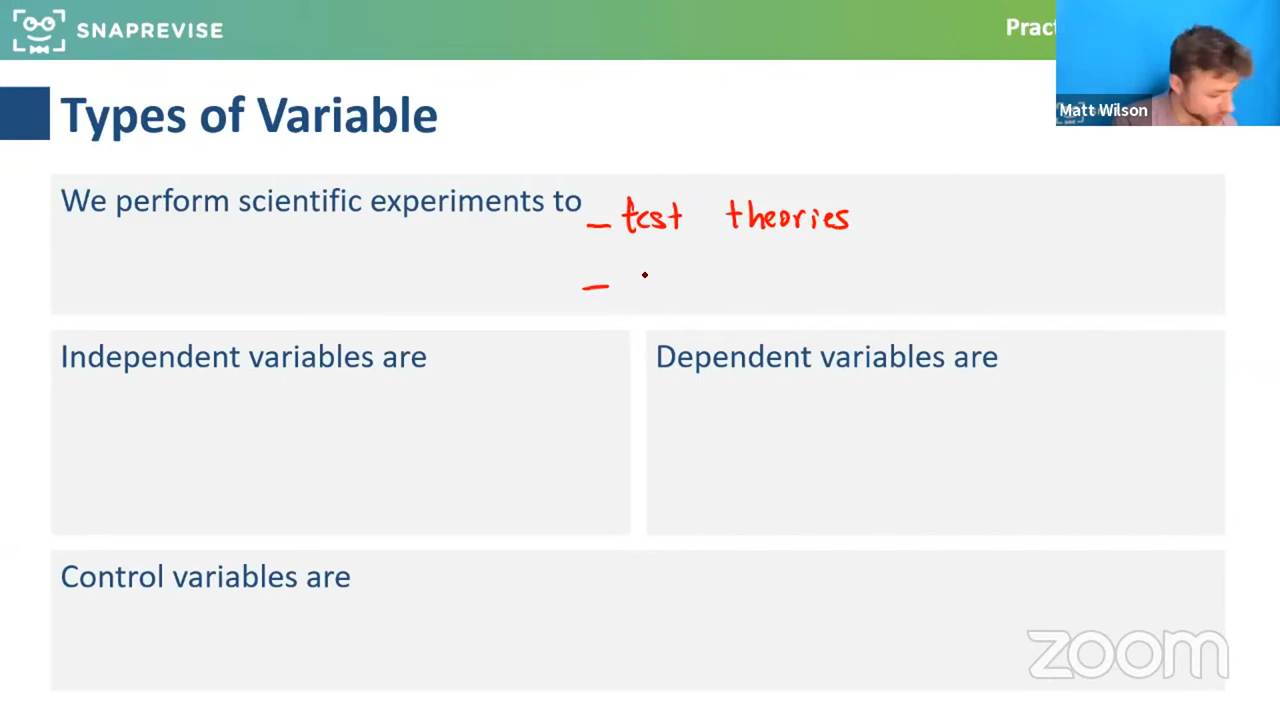 SNAPREVISE
Pract
Matt Wilson
Types of Variable
We perform scientific experiments to
– test theories
–
Independent variables are
Dependent variables are
Control variables are
zoom